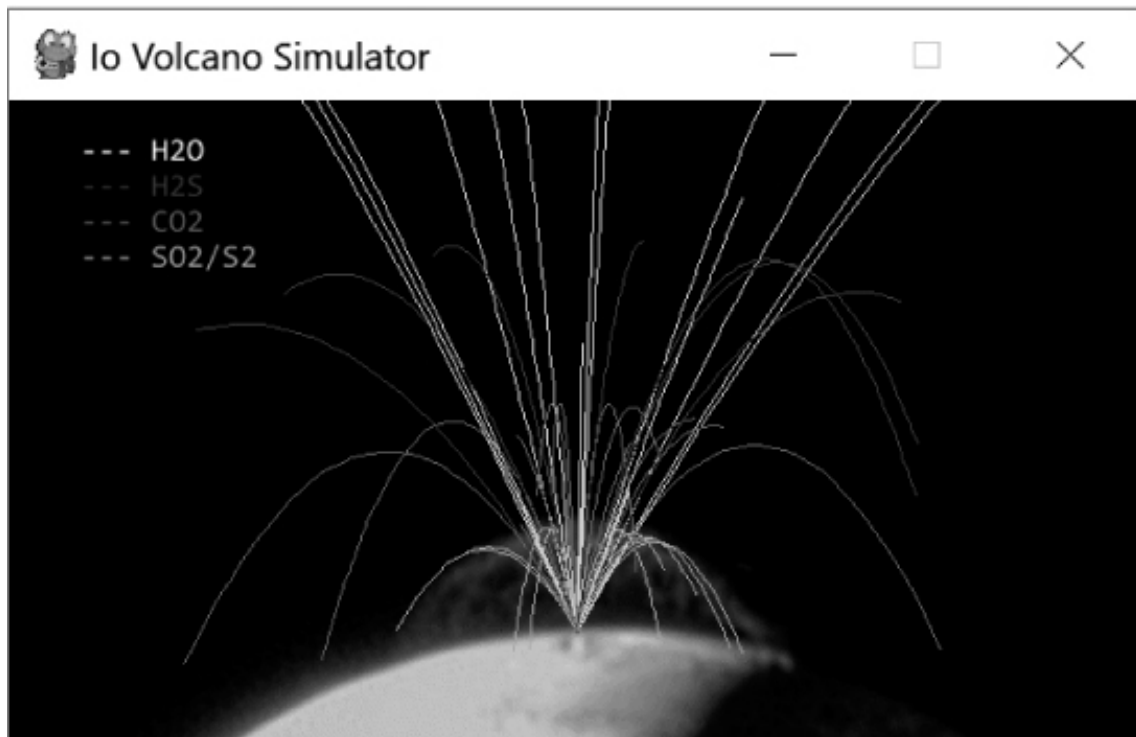 Io Volcano Simulator
--- H2O
--- H2S
--- CO2
--- SO2/S2